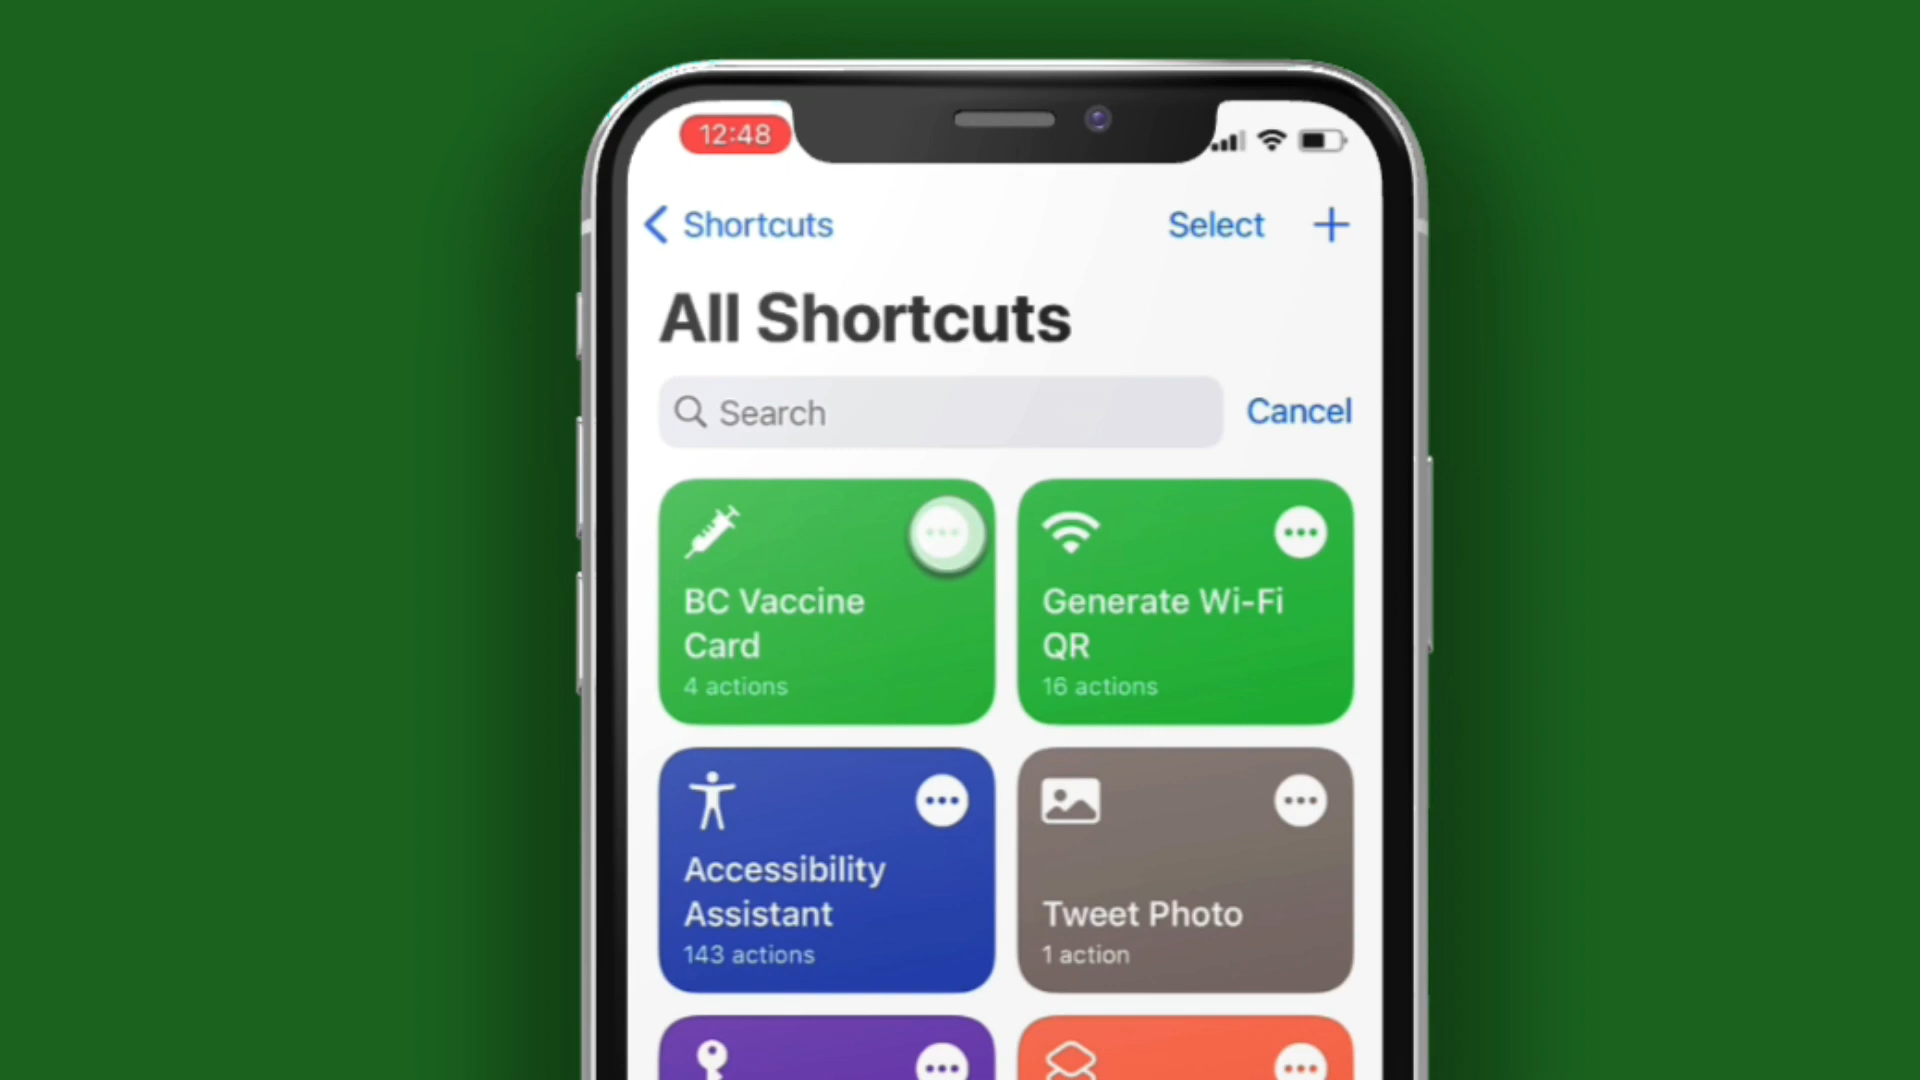 12:48
Shortcuts
Select
All Shortcuts
Search
Cancel
BC Vaccine
Card
4 actions
Generate Wi-Fi
QR
16 actions
Accessibility
Assistant
143 actions
Tweet Photo
1 action